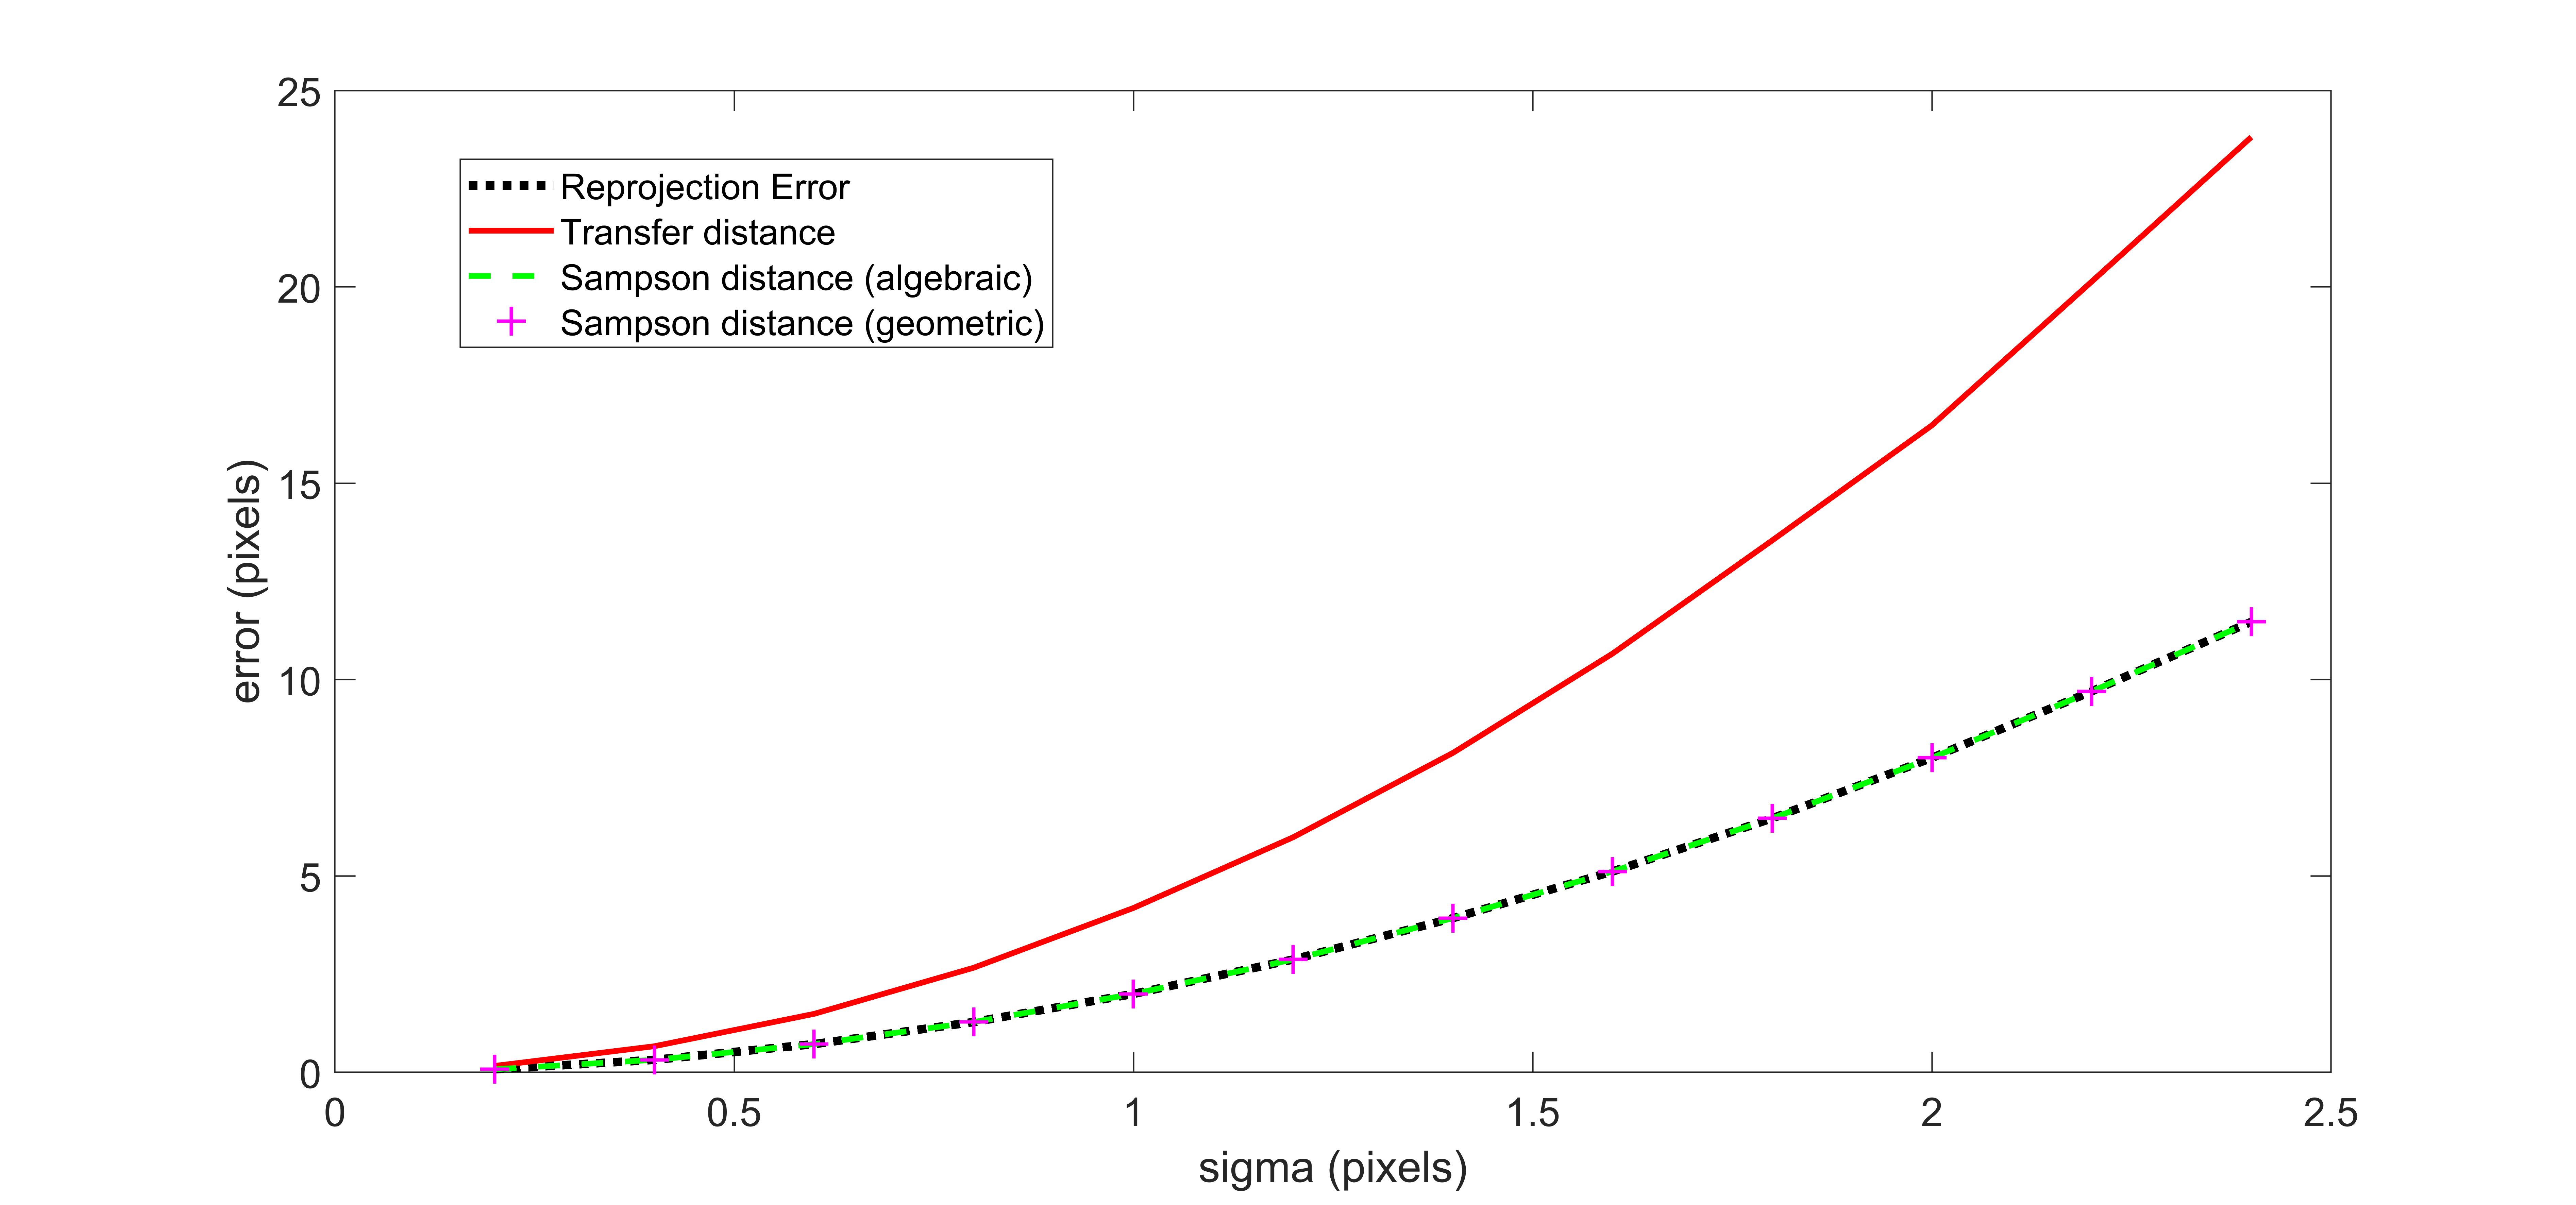 25
20
15
10
5
0
error (pixels)
Reprojection Error
Transfer distance
Sampson distance (algebraic)
Sampson distance (geometric)
0 0.5 1 1.5 2 2.5
sigma (pixels)